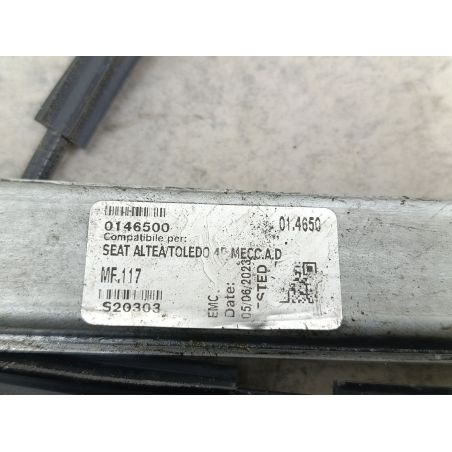 0146500
01.4650
Compatibile per:
SEAT ALTEA/TOLEDO 4P MECC.A.D
MF.117
S20303
EMC
Date:
05/06/2023